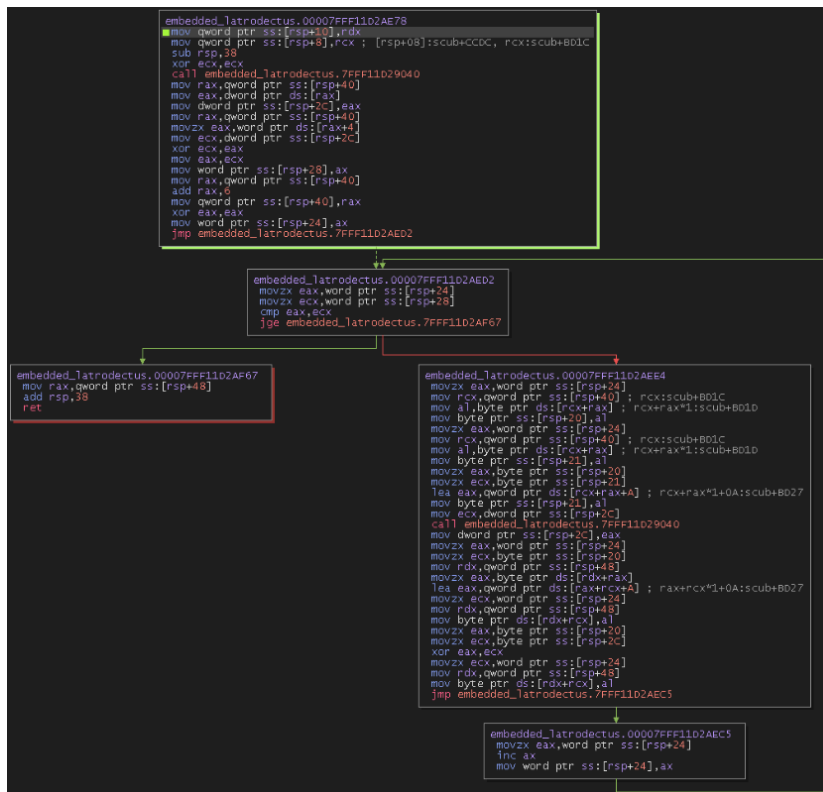 embedded_latrodectus.00007FFF11D2AE78
mov qword ptr ss:[rsp+10],rdx
mov qword ptr ss:[rsp+8],rcx ; [rsp+08]:scub+CCDC, rcx:scub+BD1C
sub rsp,38
xor ecx,ecx
call embedded_latrodectus.7FFF11D29040
mov rax,qword ptr ss:[rsp+40]
mov eax,dword ptr ds:[rax]
mov dword ptr ss:[rsp+2C],eax
mov rax,qword ptr ss:[rsp+40]
movzx eax,word ptr ds:[rax+4]
mov ecx,dword ptr ss:[rsp+2C]
xor ecx,eax
mov eax,ecx
mov word ptr ss:[rsp+28],ax
mov rax,qword ptr ss:[rsp+40]
add rax,6
mov qword ptr ss:[rsp+40],rax
xor eax,eax
mov word ptr ss:[rsp+24],ax
jmp embedded_latrodectus.7FFF11D2AED2
embedded_latrodectus.00007FFF11D2AED2
movzx eax,word ptr ss:[rsp+24]
movzx ecx,word ptr ss:[rsp+28]
cmp eax,ecx
jge embedded_latrodectus.7FFF11D2AF67
embedded_latrodectus.00007FFF11D2AF67
mov rax,qword ptr ss:[rsp+48]
add rsp,38
ret
embedded_latrodectus.00007FFF11D2AEE4
movzx eax,word ptr ss:[rsp+24]
mov rcx,qword ptr ss:[rsp+40] ; rcx:scub+BD1C
mov al,byte ptr ds:[rcx+rax] ; rcx+rax*1:scub+BD1D
mov byte ptr ss:[rsp+20],al
movzx eax,word ptr ss:[rsp+24]
mov rcx,qword ptr ss:[rsp+40] ; rcx:scub+BD1C
mov al,byte ptr ds:[rcx+rax] ; rcx+rax*1:scub+BD1D
mov byte ptr ss:[rsp+21],al
movzx eax,byte ptr ss:[rsp+20]
movzx ecx,byte ptr ss:[rsp+21]
lea eax,qword ptr ds:[rcx+rax+A] ; rcx+rax*1+0A:scub+BD27
mov byte ptr ss:[rsp+21],al
mov ecx,dword ptr ss:[rsp+2C]
call embedded_latrodectus.7FFF11D29040
mov dword ptr ss:[rsp+2C],eax
movzx eax,word ptr ss:[rsp+24]
movzx ecx,byte ptr ss:[rsp+20]
mov rdx,qword ptr ss:[rsp+48]
movzx eax,byte ptr ds:[rdx+rax]
lea eax,qword ptr ds:[rax+rcx+A] ; rax+rcx*1+0A:scub+BD27
movzx ecx,word ptr ss:[rsp+24]
mov rdx,qword ptr ss:[rsp+48]
mov byte ptr ds:[rdx+rcx],al
movzx eax,byte ptr ss:[rsp+20]
movzx ecx,byte ptr ss:[rsp+2C]
xor eax,ecx
movzx ecx,word ptr ss:[rsp+24]
mov rdx,qword ptr ss:[rsp+48]
mov byte ptr ds:[rdx+rcx],al
jmp embedded_latrodectus.7FFF11D2AEC5
embedded_latrodectus.00007FFF11D2AEC5
movzx eax,word ptr ss:[rsp+24]
inc ax
mov word ptr ss:[rsp+24],ax